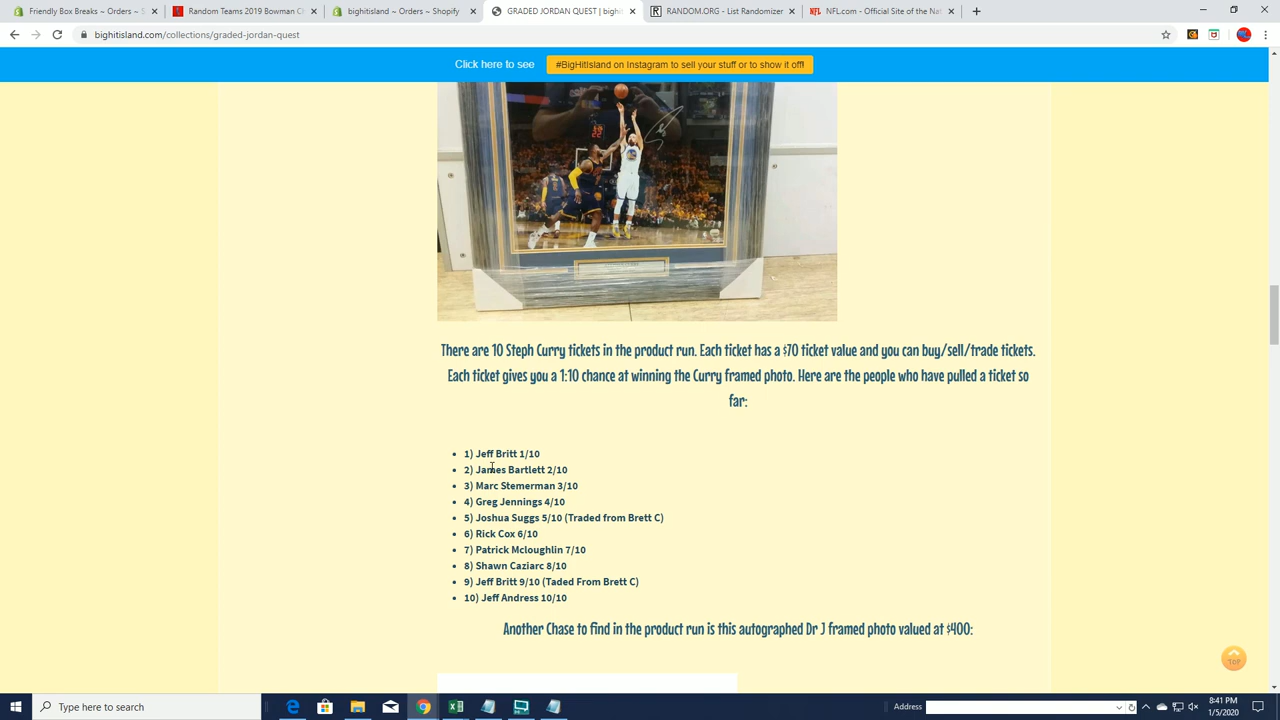 Friendly Box Breaks ~ Orders ~ S
Random Teams 2019 Bowman C
bighitisland ~ Orders ~ Shopify
GRADED JORDAN QUEST | bighit
RANDOM.ORG - List Randomizer
NFL.com - Official Site of the Nat
bighitisland.com/collections/graded-jordan-quest
Click here to see #BigHitIsland on Instagram to sell your stuff or to show it off!
There are 10 Steph Curry tickets in the product run. Each ticket has a $70 ticket value and you can buy/sell/trade tickets.
Each ticket gives you a 1:10 chance at winning the Curry framed photo. Here are the people who have pulled a ticket so
far:
1) Jeff Britt 1/10
2) James Bartlett 2/10
3) Marc Stemerman 3/10
4) Greg Jennings 4/10
5) Joshua Suggs 5/10 (Traded from Brett C)
6) Rick Cox 6/10
7) Patrick Mcloughlin 7/10
8) Shawn Caziarc 8/10
9) Jeff Britt 9/10 (Taded From Brett C)
10) Jeff Andress 10/10
Another Chase to find in the product run is this autographed Dr J framed photo valued at $400:
TOP
Type here to search
Address
8:41 PM
1/5/2020